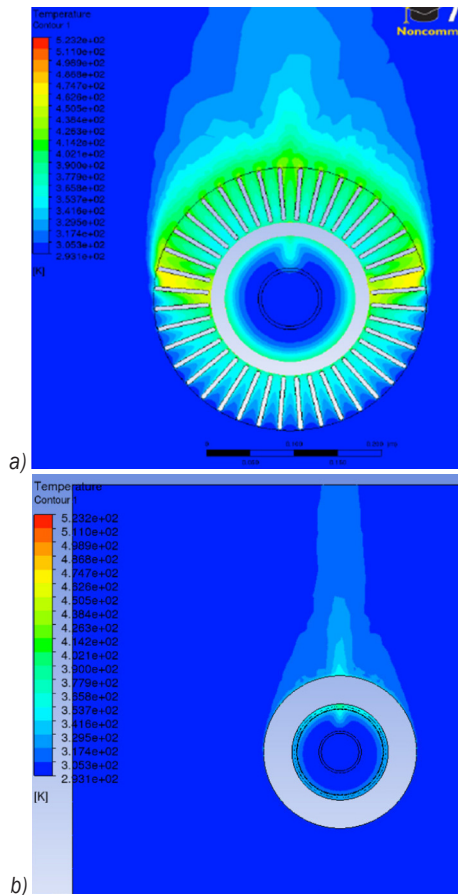 Temperature
Contour 1
Noncomm
5.232e+02
5.110e+02
4.989e+02
4.868e+02
4.747e+02
4.626e+02
4.505e+02
4.384e+02
4.263e+02
4.142e+02
4.021e+02
3.900e+02
3.779e+02
3.658e+02
3.537e+02
3.416e+02
3.295e+02
3.174e+02
3.053e+02
2.931e+02
[K]
0
a)
Temperature
Contour 1
5.232e+02
5.110e+02
4.989e+02
4.868e+02
4.747e+02
4.626e+02
4.505e+02
4.384e+02
4.263e+02
4.142e+02
4.021e+02
3.900e+02
3.779e+02
3.658e+02
3.537e+02
3.416e+02
3.295e+02
3.174e+02
3.053e+02
2.931e+02
[K]
b)